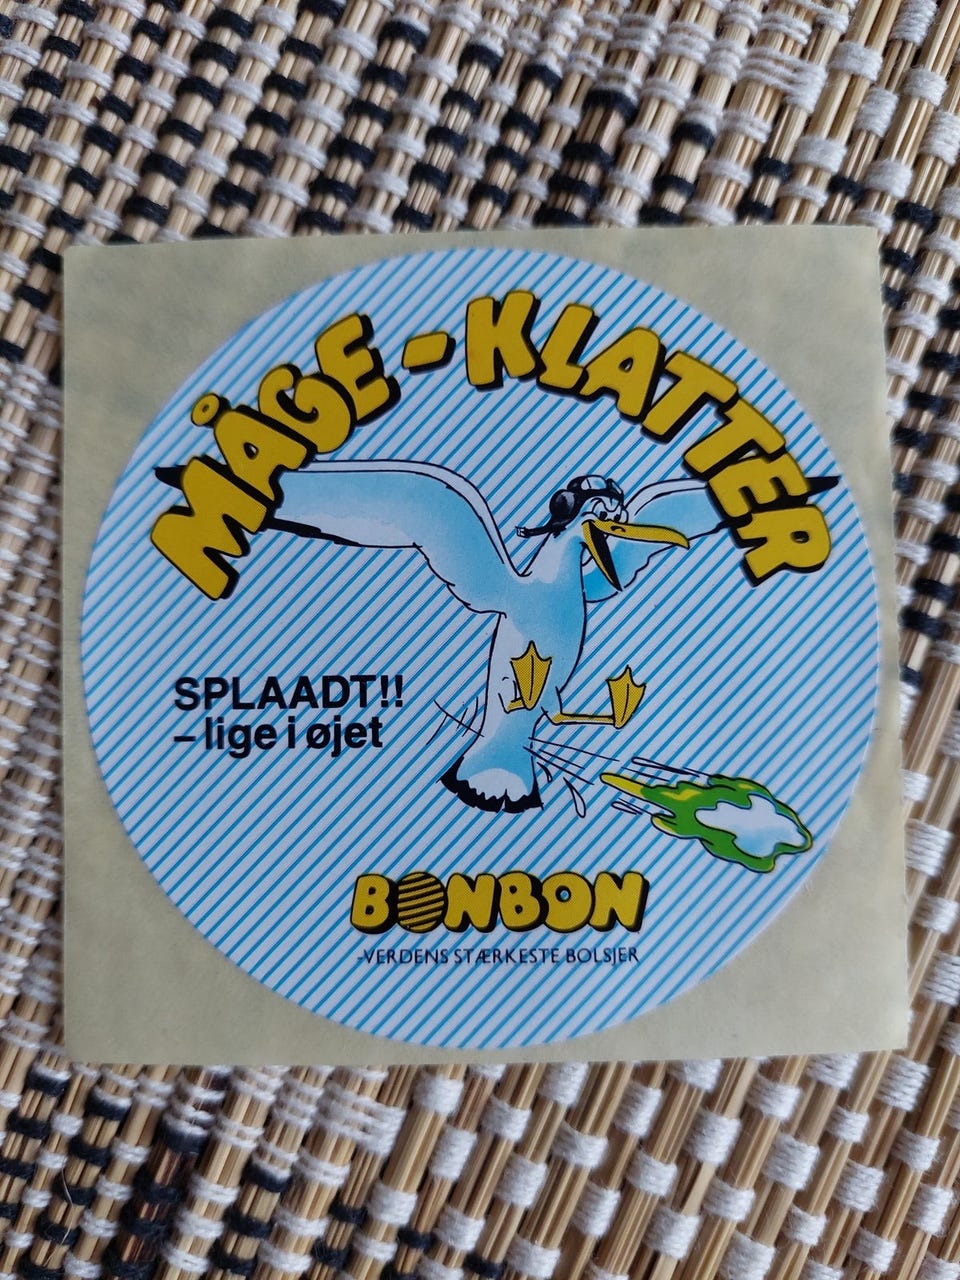 MÅGE-KLATTER
SPLAADT!!
–lige i øjet
BONBON
-VERDENS STÆRKESTE BOLSJER